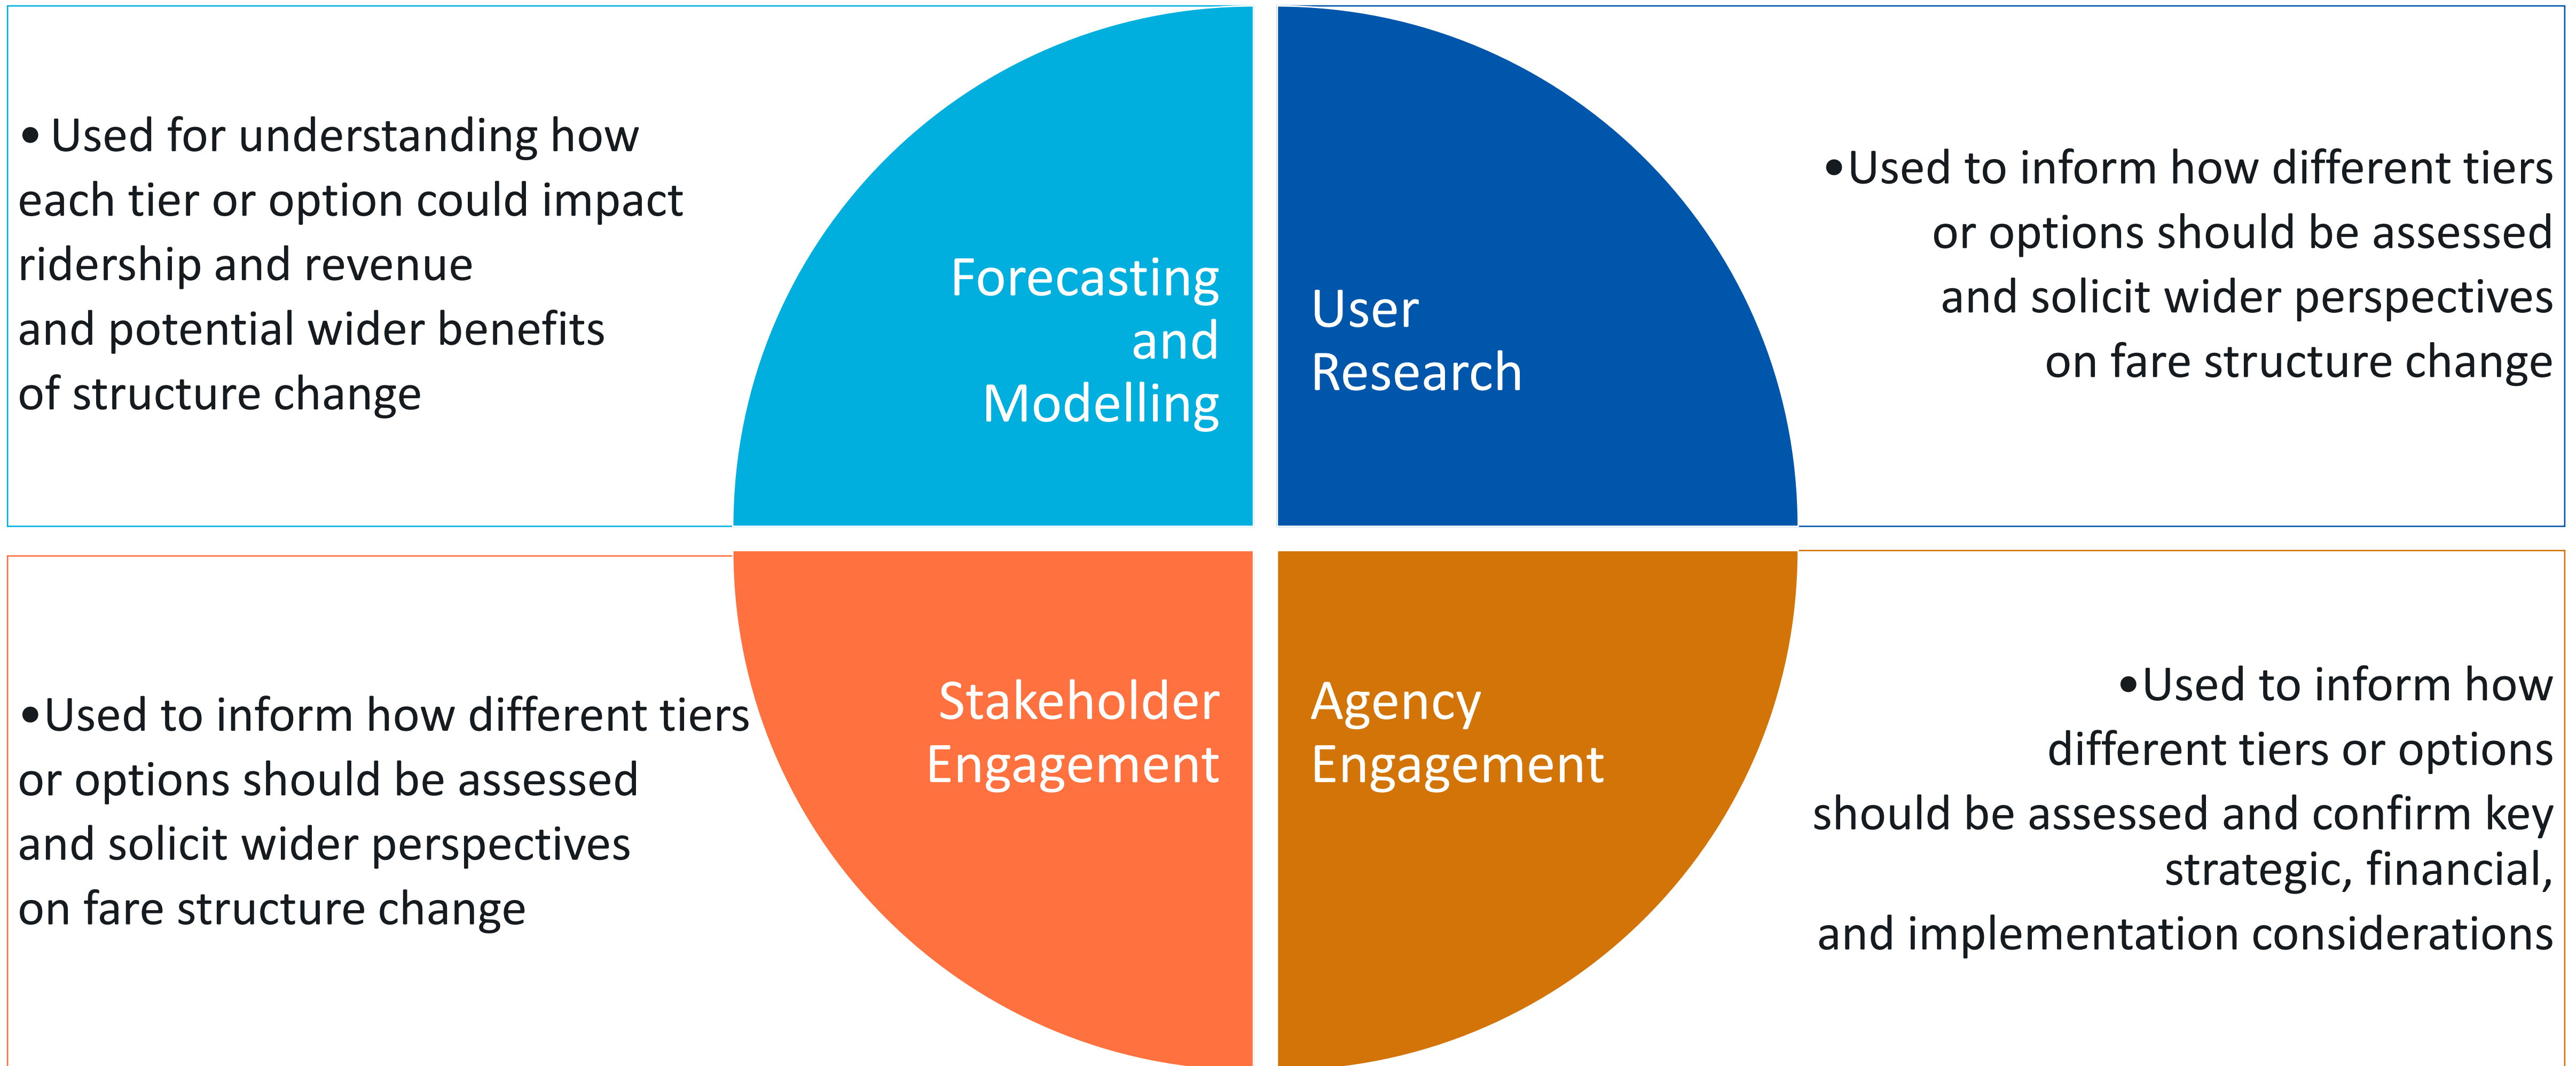 • Used for understanding how
each tier or option could impact
ridership and revenue
and potential wider benefits
of structure change
Forecasting
and
Modelling
User
Research
•Used to inform how different tiers
or options should be assessed
and solicit wider perspectives
on fare structure change
•Used to inform how different tiers
or options should be assessed
and solicit wider perspectives
on fare structure change
Stakeholder
Engagement
Agency
Engagement
•Used to inform how
different tiers or options
should be assessed and confirm key
strategic, financial,
and implementation considerations